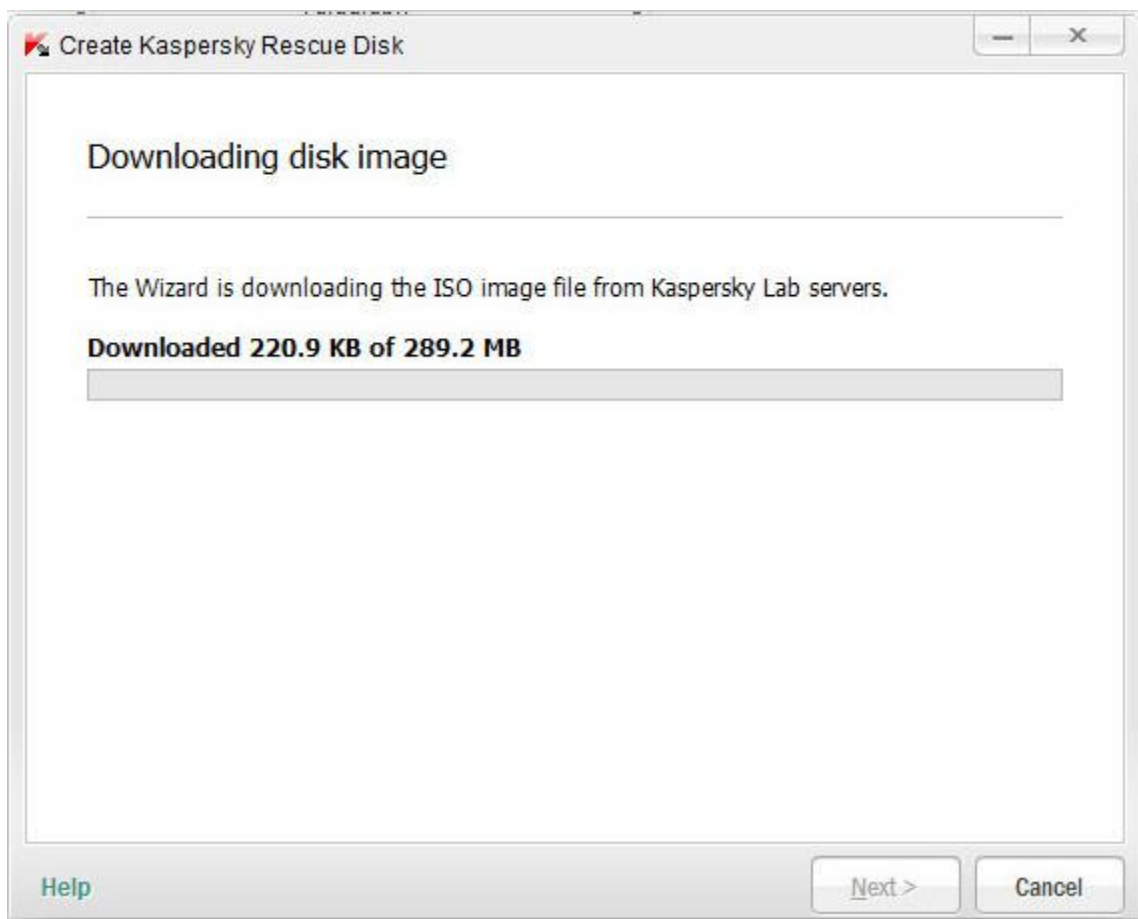 Create Kaspersky Rescue Disk
Downloading disk image
The Wizard is downloading the ISO image file from Kaspersky Lab servers.
Downloaded 220.9 KB of 289.2 MB
Help
Next >
Cancel